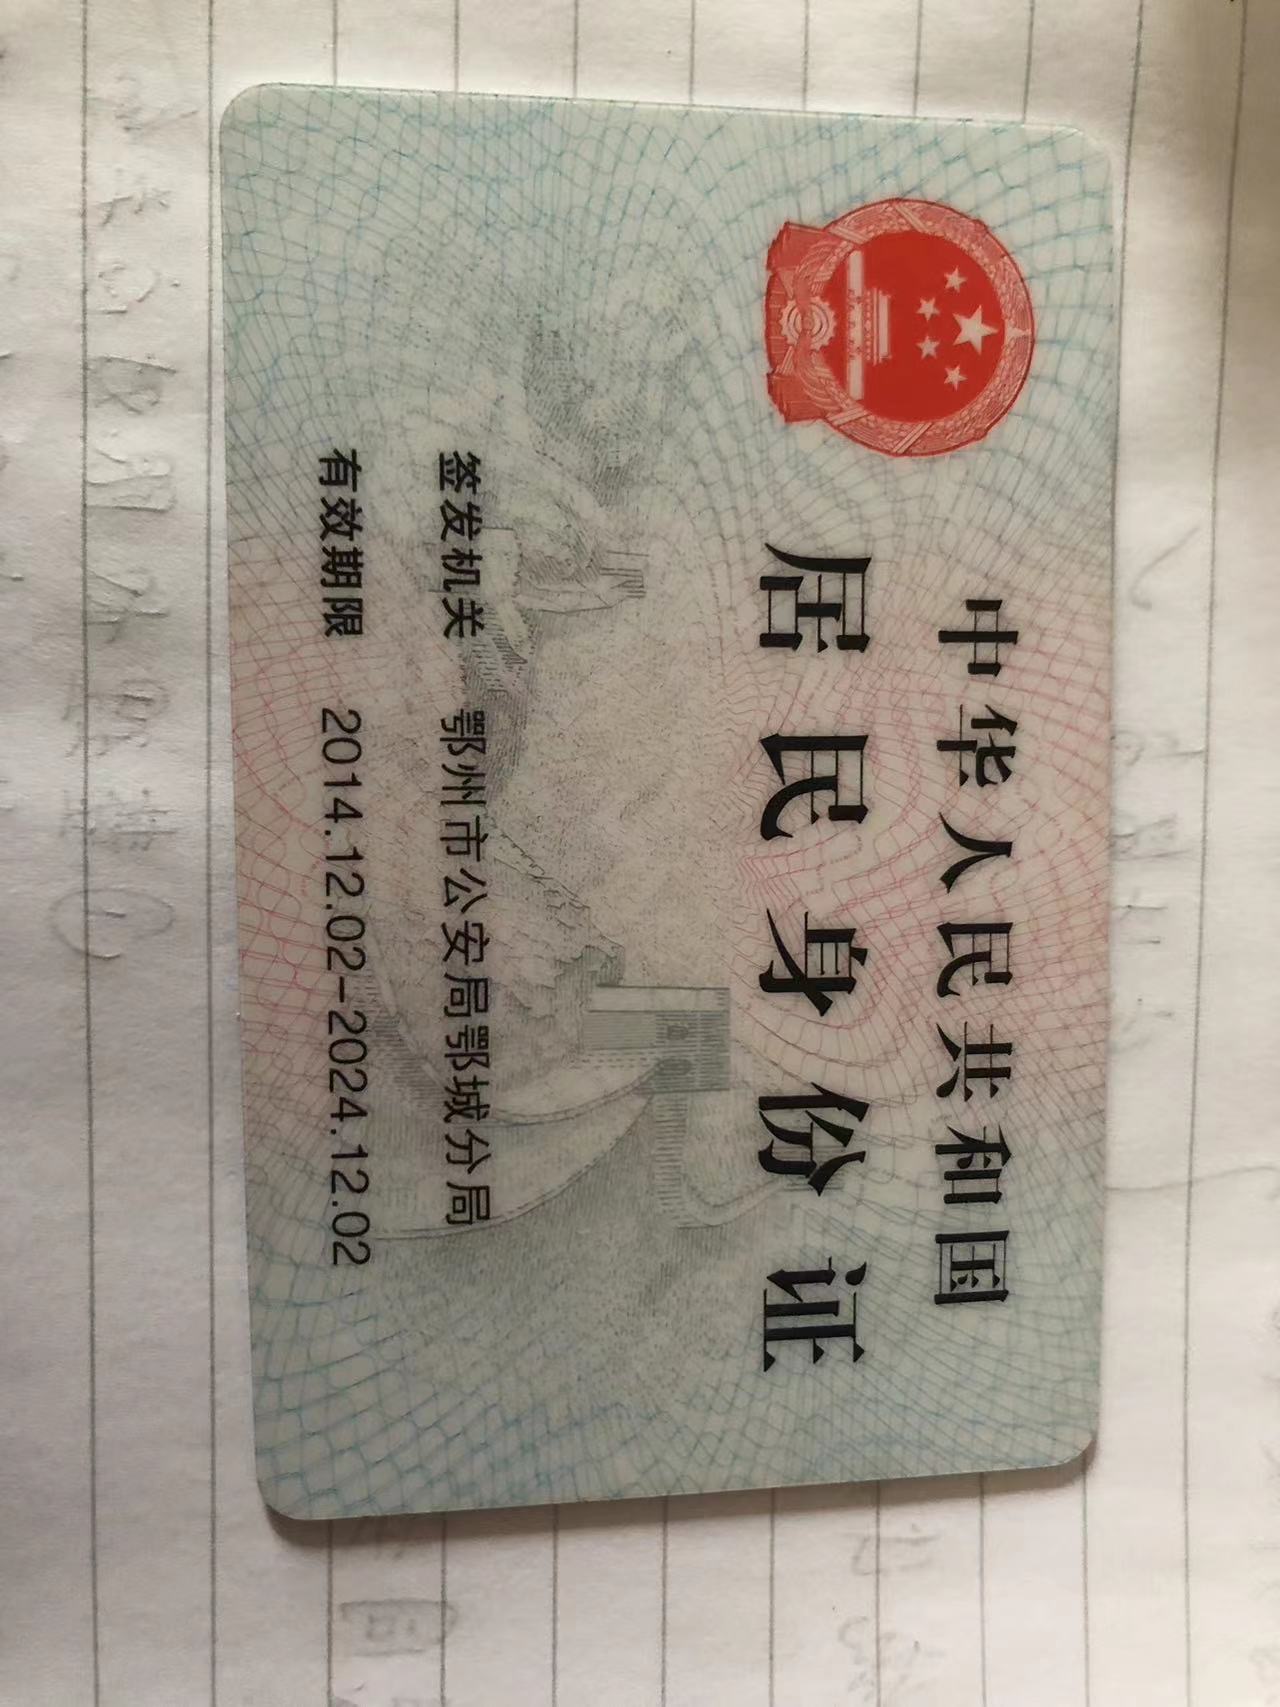 中华人民共和国
居民身份证
签发机关 鄂州市公安局鄂城分局
有效期限 2014.12.02-2024.12.02